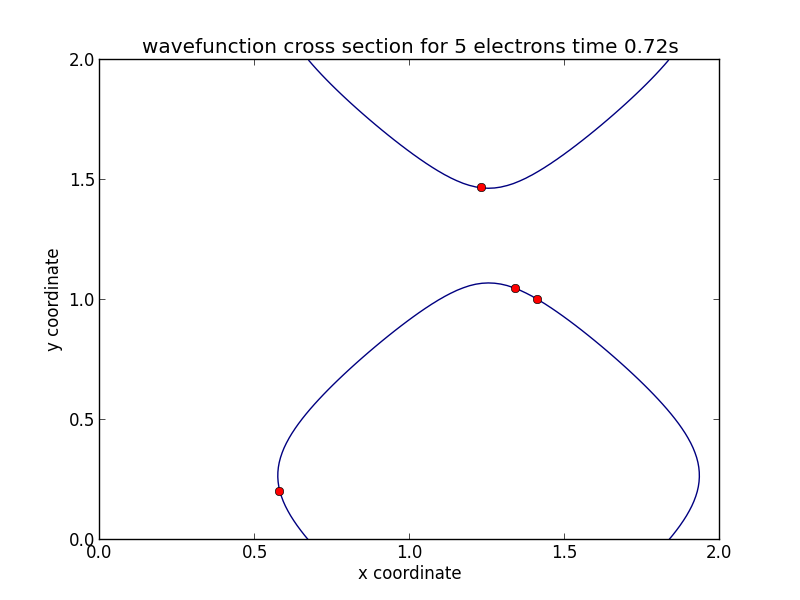 wavefunction cross section for 5 electrons time 0.72s
2.0
1.5
1.0
0.5
0.0
y coordinate
0.0 0.5 1.0 1.5 2.0
x coordinate